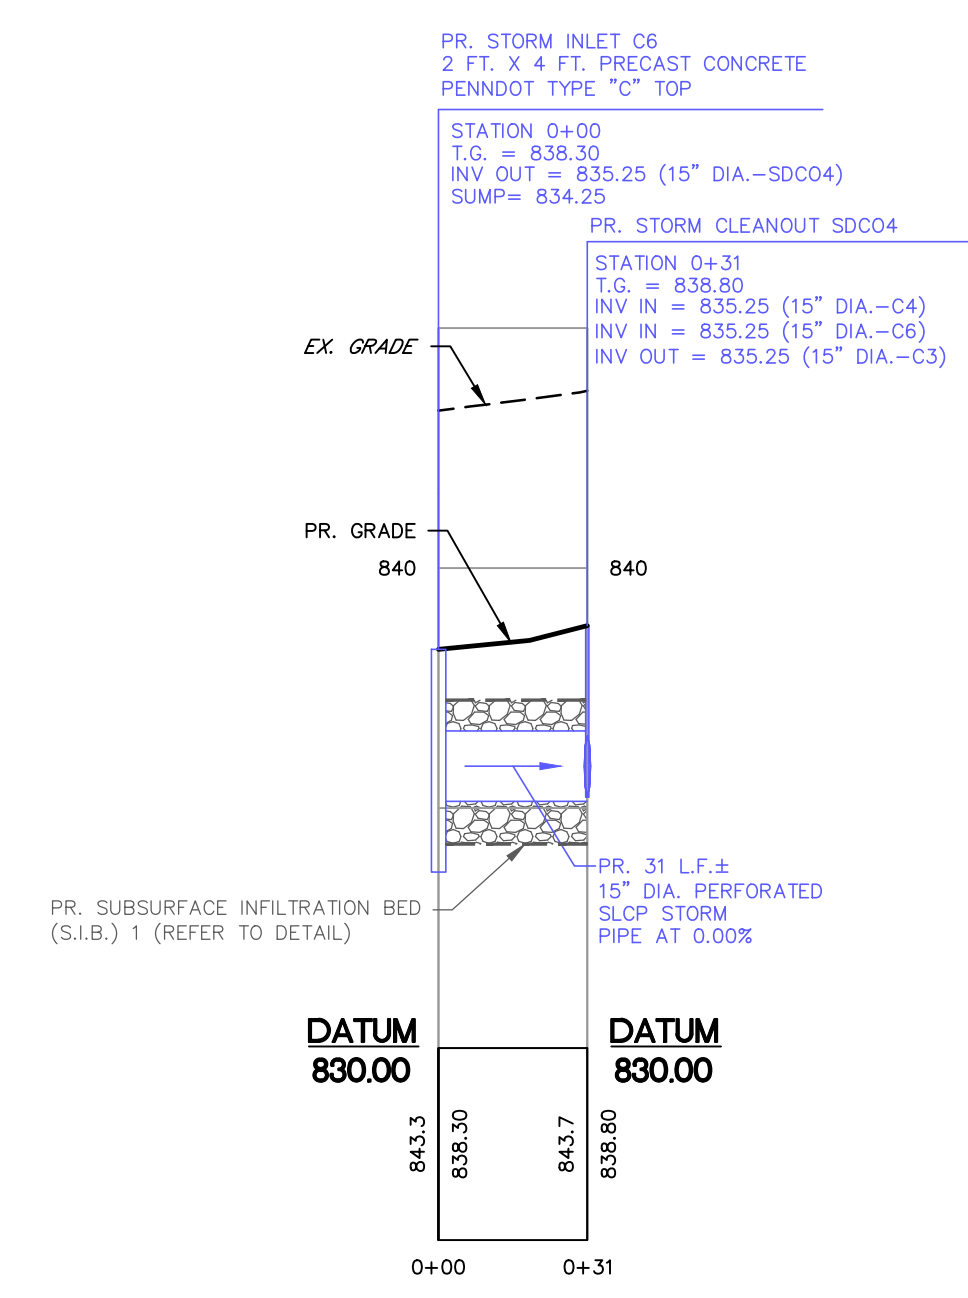 PR. STORM INLET C6
2 FT. X 4 FT. PRECAST CONCRETE
PENNDOT TYPE "C" TOP
STATION 0+00
T.G. = 838.30
INV OUT = 835.25 (15" DIA.-SDCO4)
SUMP= 834.25
PR. STORM CLEANOUT SDCO4
STATION 0+31
T.G. = 838.80
INV IN = 835.25 (15" DIA.-C4)
INV IN = 835.25 (15" DIA.-C6)
INV OUT = 835.25 (15" DIA.-C3)
EX. GRADE
PR. GRADE
840
840
PR. 31 L.F.±
15" DIA. PERFORATED
SLCP STORM
PIPE AT 0.00%
PR. SUBSURFACE INFILTRATION BED
(S.I.B.) 1 (REFER TO DETAIL)
DATUM
830.00
DATUM
830.00
843.3
838.30
843.7
838.80
0+00
0+31